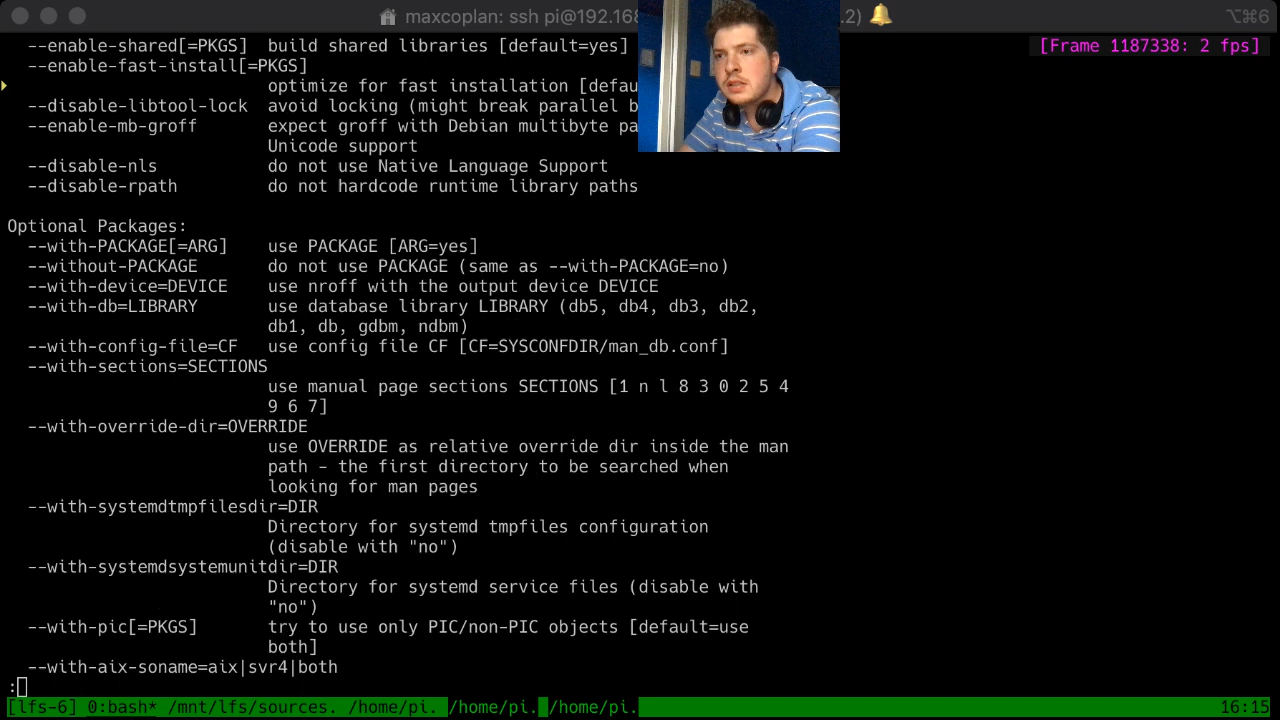 maxcoplan: ssh pi@192.168 .2) ⌥⌘6
--enable-shared[=PKGS] build shared libraries [default=yes] [Frame 1187338: 2 fps]
--enable-fast-install[=PKGS]
optimize for fast installation [defau
--disable-libtool-lock avoid locking (might break parallel b
--enable-mb-groff expect groff with Debian multibyte pa
Unicode support
--disable-nls do not use Native Language Support
--disable-rpath do not hardcode runtime library paths
Optional Packages:
--with-PACKAGE[=ARG] use PACKAGE [ARG=yes]
--without-PACKAGE do not use PACKAGE (same as --with-PACKAGE=no)
--with-device=DEVICE use nroff with the output device DEVICE
--with-db=LIBRARY use database library LIBRARY (db5, db4, db3, db2,
db1, db, gdbm, ndbm)
--with-config-file=CF use config file CF [CF=SYSCONFDIR/man_db.conf]
--with-sections=SECTIONS
use manual page sections SECTIONS [1 n l 8 3 0 2 5 4
9 6 7]
--with-override-dir=OVERRIDE
use OVERRIDE as relative override dir inside the man
path - the first directory to be searched when
looking for man pages
--with-systemdtmpfilesdir=DIR
Directory for systemd tmpfiles configuration
(disable with "no")
--with-systemdsystemunitdir=DIR
Directory for systemd service files (disable with
"no")
--with-pic[=PKGS] try to use only PIC/non-PIC objects [default=use
both]
--with-aix-soname=aix|svr4|both
:
[lfs-6] 0:bash* /mnt/lfs/sources. /home/pi. /home/pi. /home/pi. 16:15